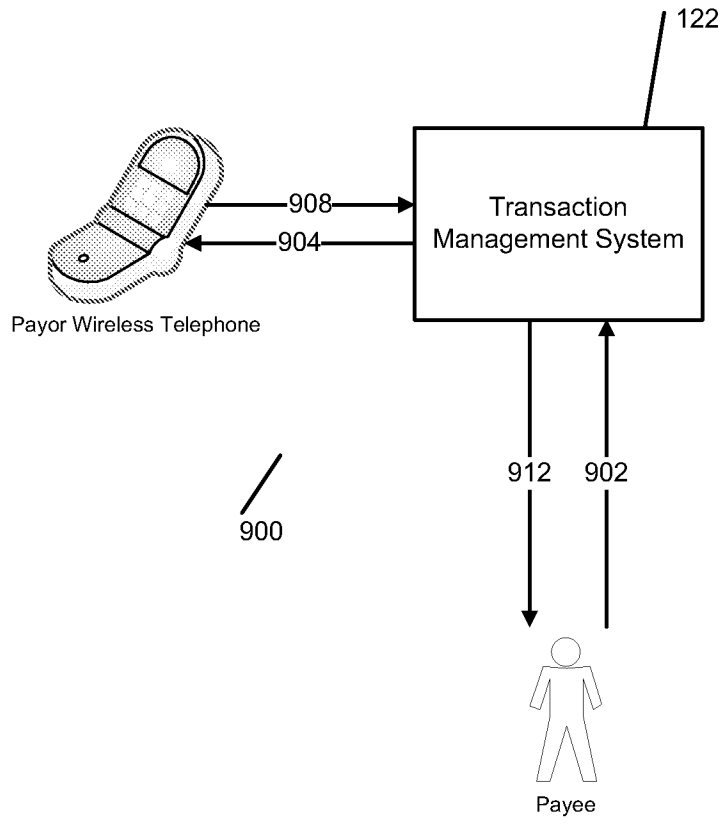 122
Transaction
Management System
908
904
Payor Wireless Telephone
912
902
900
Payee